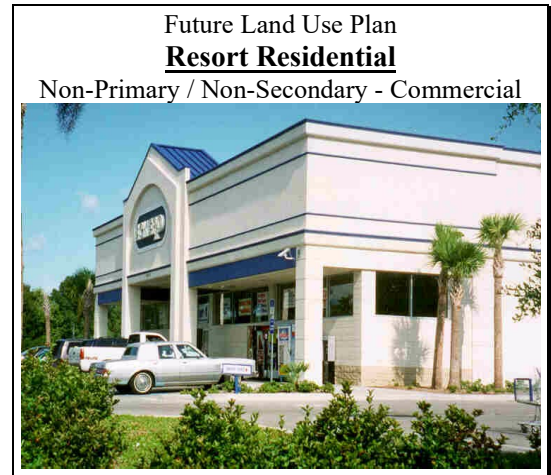 Future Land Use Plan
Resort Residential
Non-Primary / Non-Secondary - Commercial